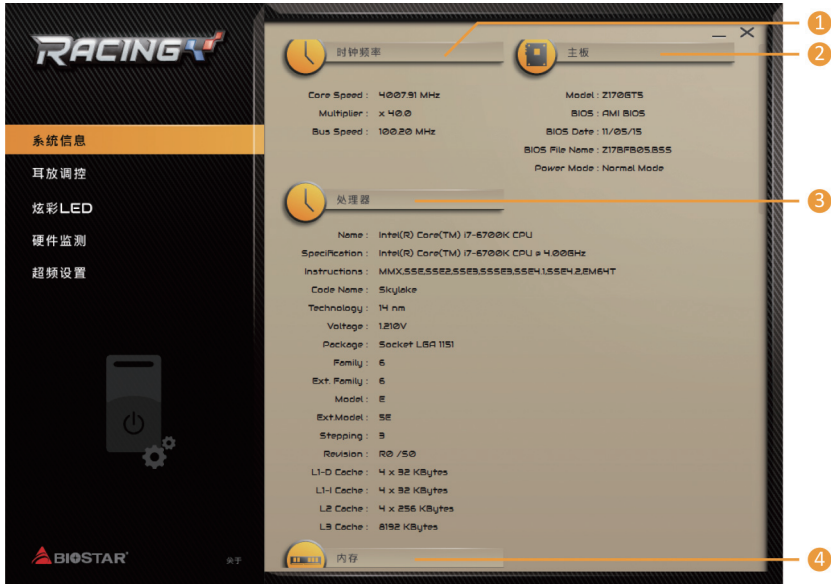 RACING
系统信息
耳放调控
炫彩LED
硬件监测
超频设置
BIOSTAR
关于
时钟频率
1
Core Speed : 4007.91 MHz
Multiplier : x 40.0
Bus Speed : 100.20 MHz
主板
2
Model : Z170GT5
BIOS : AMI BIOS
BIOS Date : 11/05/15
BIOS File Name : Z17BFB05.BSS
Power Mode : Normal Mode
处理器
3
Name : Intel(R) Core(TM) i7-6700K CPU
Specification : Intel(R) Core(TM) i7-6700K CPU @ 4.00GHz
Instructions : MMX,SSE,SSE2,SSE3,SSSE3,SSE4.1,SSE4.2,EM64T
Code Name : Skylake
Technology : 14 nm
Voltage : 1.210V
Package : Socket LGA 1151
Family : 6
Ext. Family : 6
Model : E
Ext.Model : 5E
Stepping : 3
Revision : R0 /S0
L1-D Cache : 4 x 32 KBytes
L1-I Cache : 4 x 32 KBytes
L2 Cache : 4 x 256 KBytes
L3 Cache : 8192 KBytes
内存
4